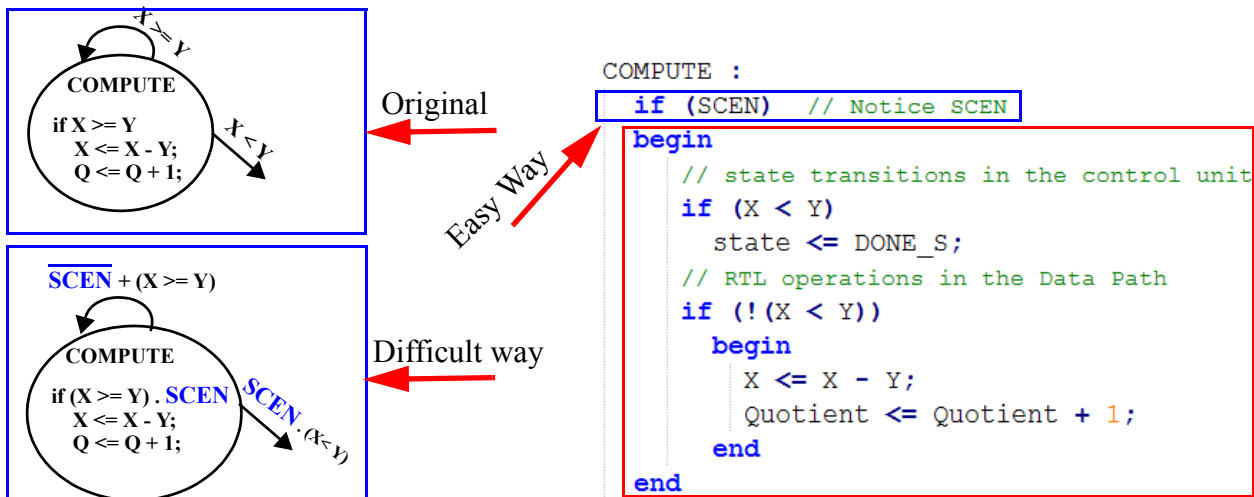 X >= Y
COMPUTE
if X >= Y
X <= X - Y;
Q <= Q + 1;
X < Y
Original
SCEN + (X >= Y)
COMPUTE
if (X >= Y) . SCEN
X <= X - Y;
Q <= Q + 1;
SCEN . (X< Y)
Difficult way
Easy Way
COMPUTE :
if (SCEN) // Notice SCEN
begin
// state transitions in the control unit
if (X < Y)
state <= DONE_S;
// RTL operations in the Data Path
if (!(X < Y))
begin
X <= X - Y;
Quotient <= Quotient + 1;
end
end